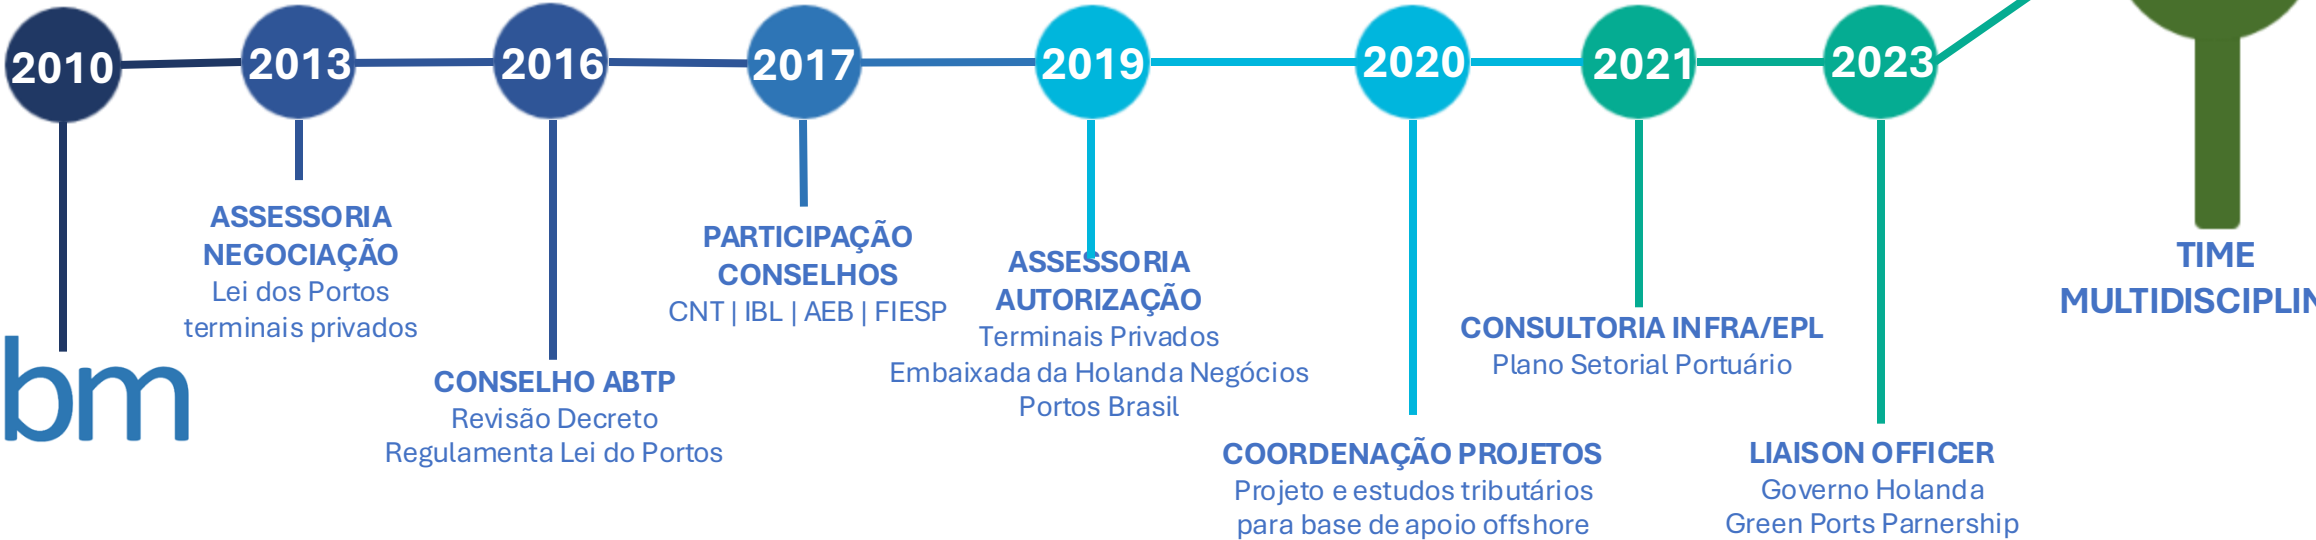 2010
2013
2016
2017
2019
2020
2021
2023
bm
ASSESSORIA
NEGOCIAÇÃO
Lei dos Portos
terminais privados
CONSELHO ABTP
Revisão Decreto
Regulamenta Lei do Portos
PARTICIPAÇÃO
CONSELHOS
CNT | IBL | AEB | FIESP
ASSESSORIA
AUTORIZAÇÃO
Terminais Privados
Embaixada da Holanda Negócios
Portos Brasil
COORDENAÇÃO PROJETOS
Projeto e estudos tributários
para base de apoio offshore
CONSULTORIA INFRA/EPL
Plano Setorial Portuário
LIAISON OFFICER
Governo Holanda
Green Ports Parnership
TIME
MULTIDISCIPLIN